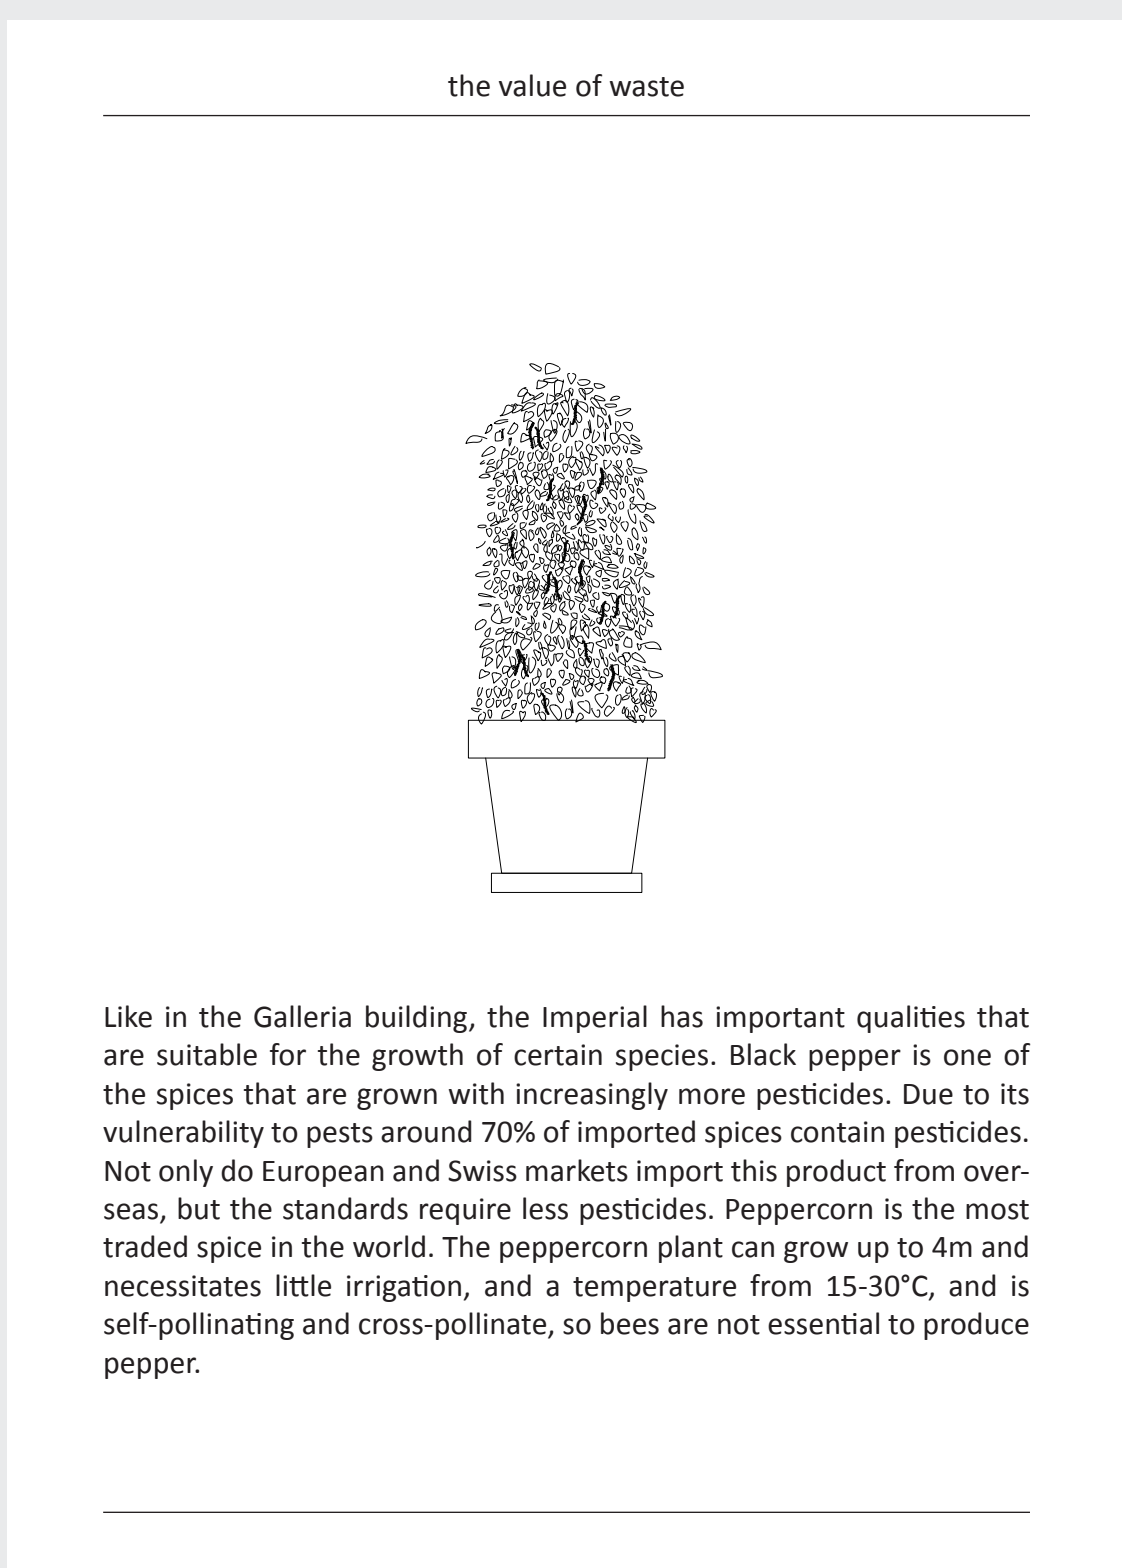 the value of waste
Like in the Galleria building, the Imperial has important qualities that
are suitable for the growth of certain species. Black pepper is one of
the spices that are grown with increasingly more pesticides. Due to its
vulnerability to pests around 70% of imported spices contain pesticides.
Not only do European and Swiss markets import this product from over-
seas, but the standards require less pesticides. Peppercorn is the most
traded spice in the world. The peppercorn plant can grow up to 4m and
necessitates little irrigation, and a temperature from 15-30°C, and is
self-pollinating and cross-pollinate, so bees are not essential to produce
pepper.